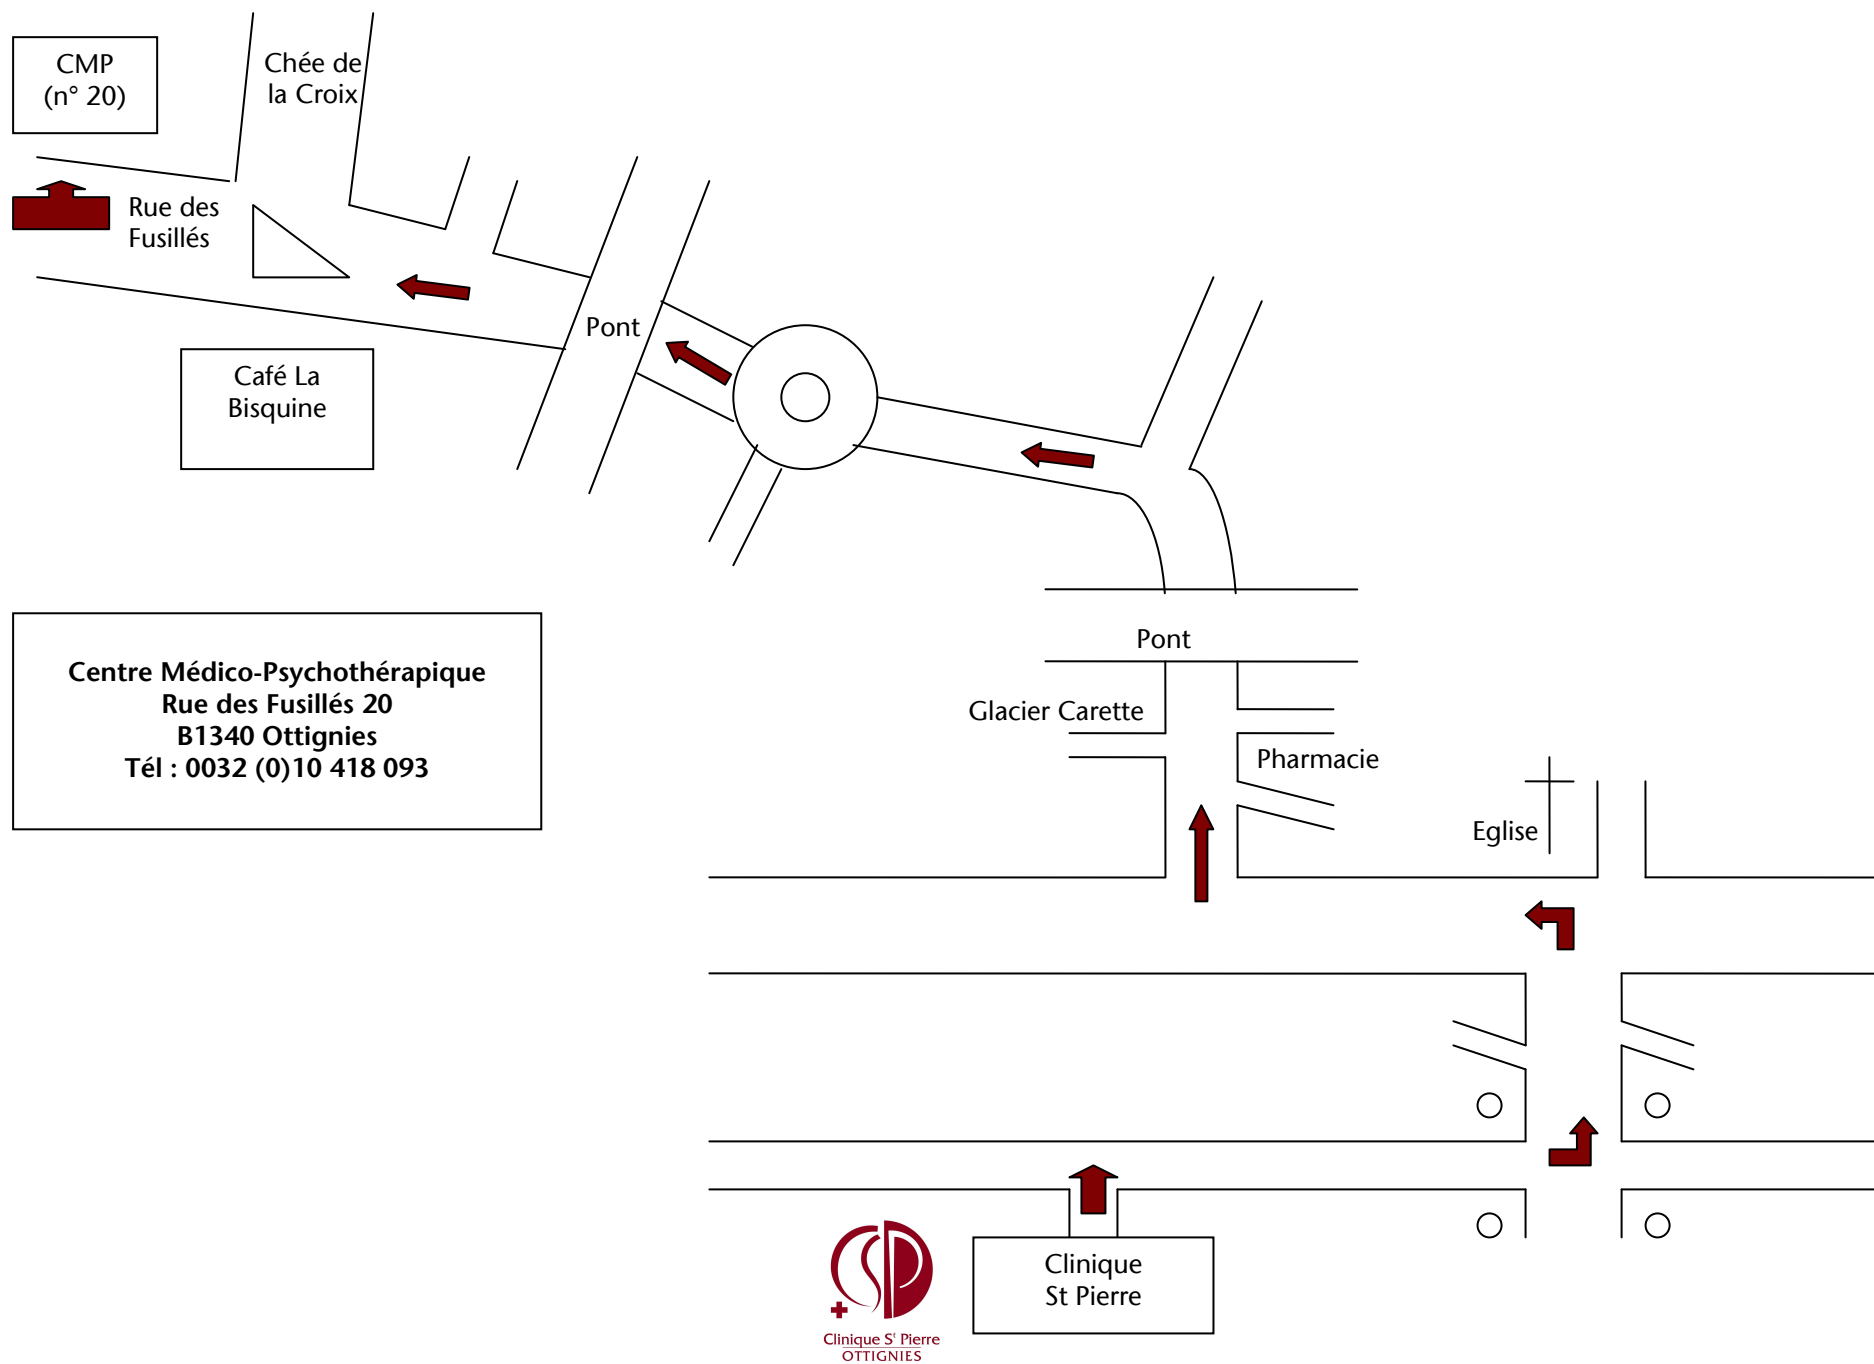 CMP
(n° 20)
Chée de
la Croix
Rue des
Fusillés
Pont
Café La
Bisquine
Pont
Centre Médico-Psychothérapique
Rue des Fusillés 20
B1340 Ottignies
Tél : 0032 (0)10 418 093
Glacier Carette
Pharmacie
Eglise
Clinique
St Pierre
Clinique St Pierre
OTTIGNIES